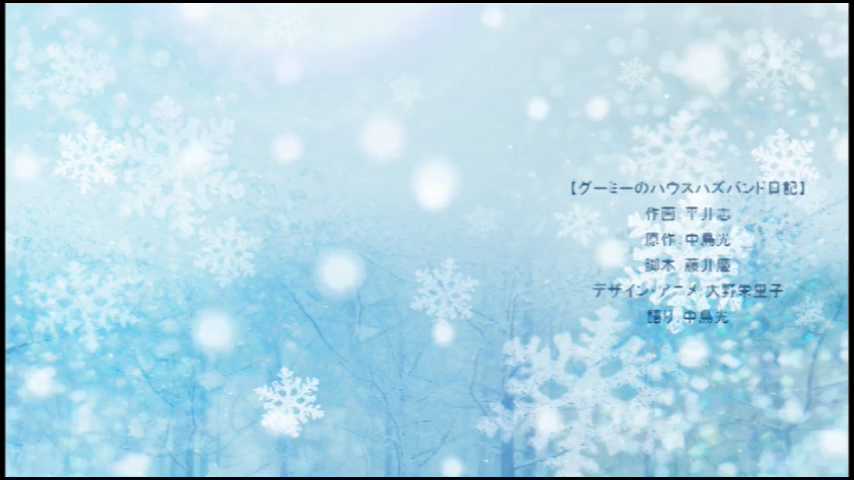 【グーミーのハウスハズバンド日記】
作画 平井志
原作 中島光
脚本 藤井慶
デザイン・アニメ 大野栄里子
語り 中島光